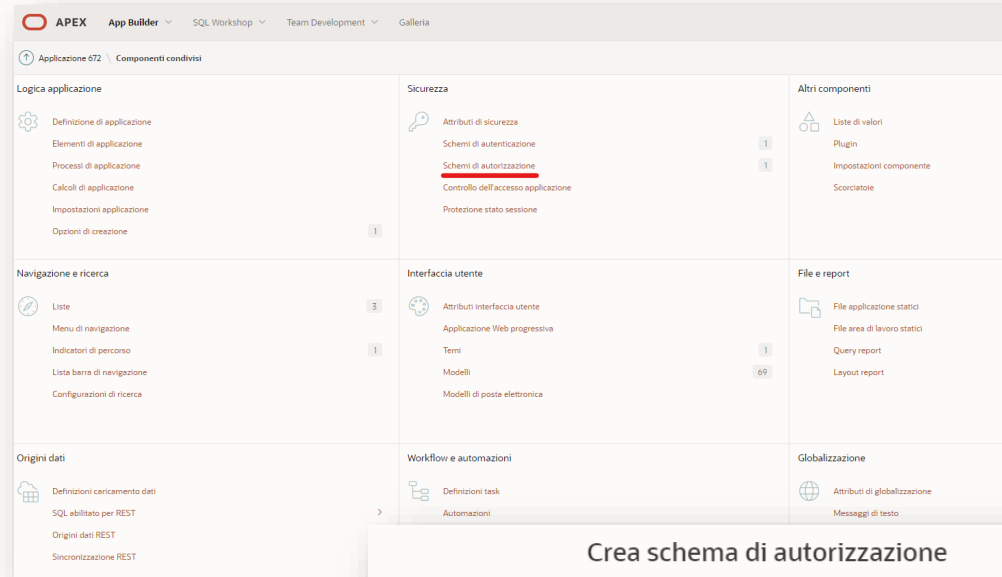 APEX App Builder SQL Workshop Team Development Galleria
Applicazione 672 \ Componenti condivisi
Logica applicazione
Definizione di applicazione
Elementi di applicazione
Processi di applicazione
Calcoli di applicazione
Impostazioni applicazione
Opzioni di creazione 1
Sicurezza
Attributi di sicurezza
Schemi di autenticazione 1
Schemi di autorizzazione 1
Controllo dell'accesso applicazione
Protezione stato sessione
Altri componenti
Liste di valori
Plugin
Impostazioni componente
Scorciatoie
Navigazione e ricerca
Liste 3
Menu di navigazione
Indicatori di percorso 1
Lista barra di navigazione
Configurazioni di ricerca
Interfaccia utente
Attributi interfaccia utente
Applicazione Web progressiva
Temi 1
Modelli 69
Modelli di posta elettronica
File e report
File applicazione statici
File area di lavoro statici
Query report
Layout report
Origini dati
Definizioni caricamento dati
SQL abilitato per REST
Origini dati REST
Sincronizzazione REST
Workflow e automazioni
Definizioni task
Automazioni
Globalizzazione
Attributi di globalizzazione
Messaggi di testo
Crea schema di autorizzazione